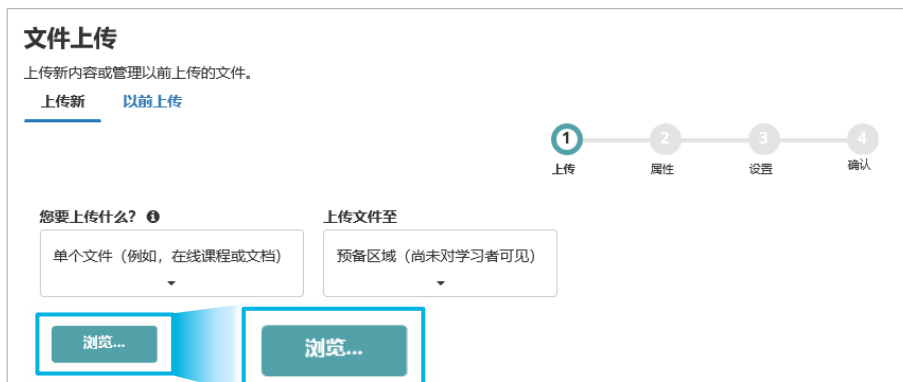 文件上传
上传新内容或管理以前上传的文件。
上传新 以前上传
1 2 3 4
上传 属性 设置 确认
您要上传什么? 上传文件至
单个文件（例如，在线课程或文档） 预备区域（尚未对学习者可见）
浏览... 浏览...